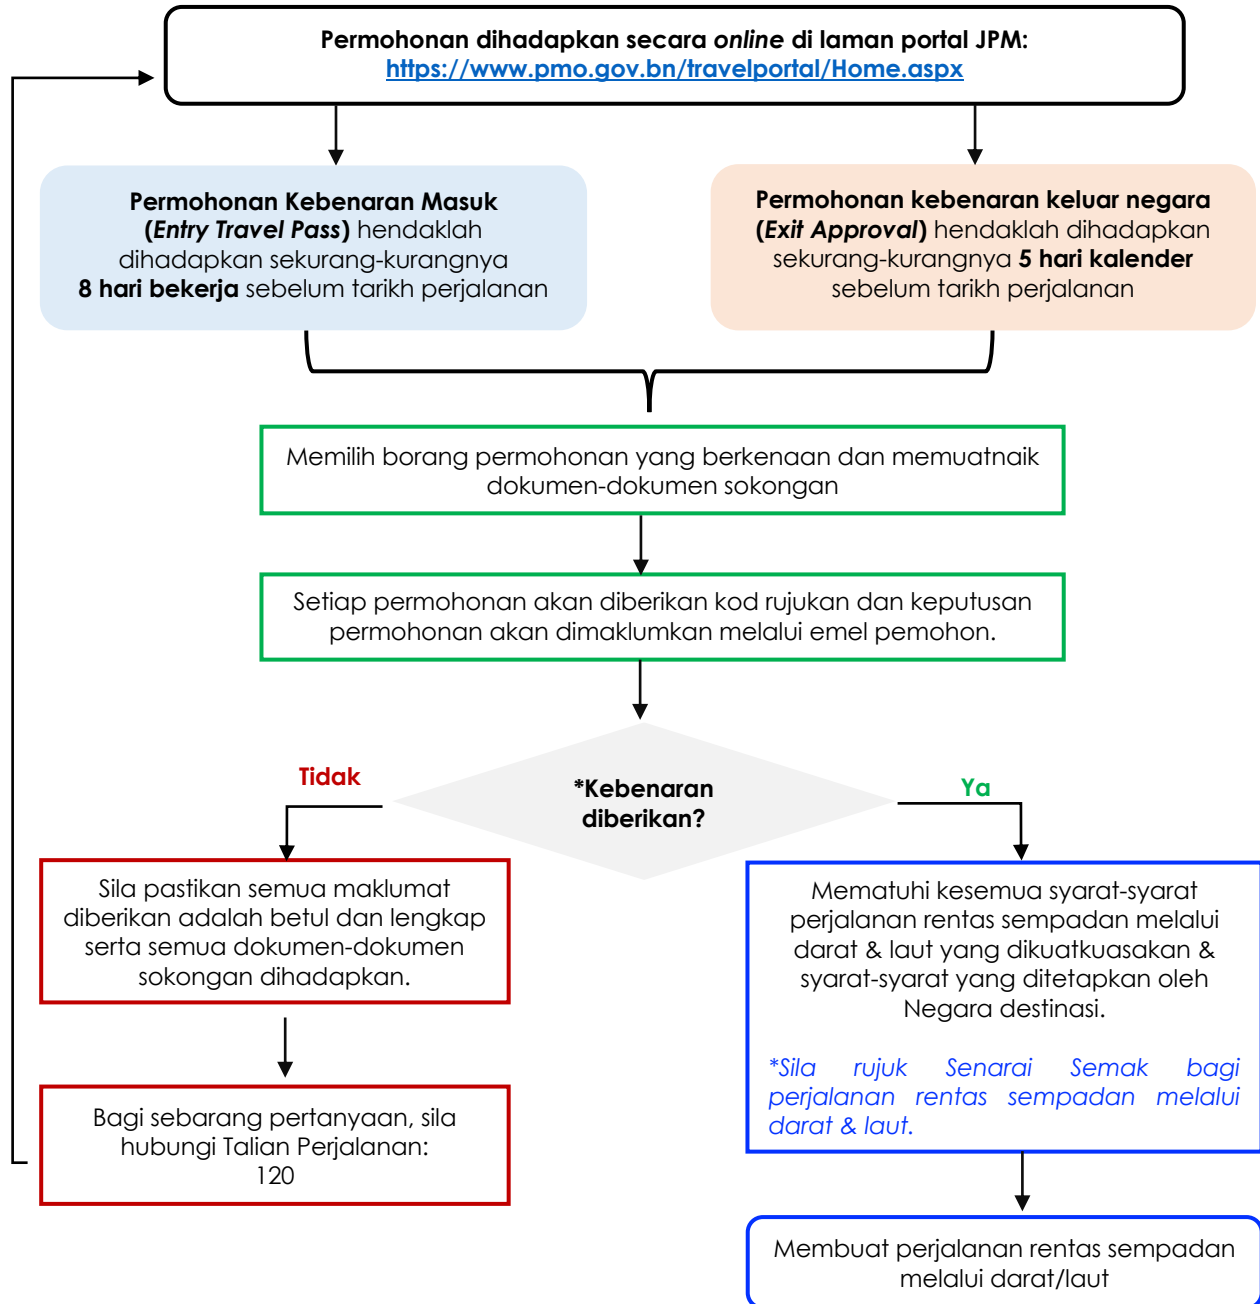 Permohonan dihadapkan secara online di laman portal JPM:
https://www.pmo.gov.bn/travelportal/Home.aspx
Permohonan Kebenaran Masuk
(Entry Travel Pass) hendaklah
dihadapkan sekurang-kurangnya
8 hari bekerja sebelum tarikh perjalanan
Permohonan kebenaran keluar negara
(Exit Approval) hendaklah dihadapkan
sekurang-kurangnya 5 hari kalender
sebelum tarikh perjalanan
Memilih borang permohonan yang berkenaan dan memuatnaik
dokumen-dokumen sokongan
Setiap permohonan akan diberikan kod rujukan dan keputusan
permohonan akan dimaklumkan melalui emel pemohon.
*Kebenaran
diberikan?
Tidak
Ya
Sila pastikan semua maklumat
diberikan adalah betul dan lengkap
serta semua dokumen-dokumen
sokongan dihadapkan.
Bagi sebarang pertanyaan, sila
hubungi Talian Perjalanan:
120
Mematuhi kesemua syarat-syarat
perjalanan rentas sempadan melalui
darat & laut yang dikuatkuasakan &
syarat-syarat yang ditetapkan oleh
Negara destinasi.
*Sila rujuk Senarai Semak bagi
perjalanan rentas sempadan melalui
darat & laut.
Membuat perjalanan rentas sempadan
melalui darat/laut